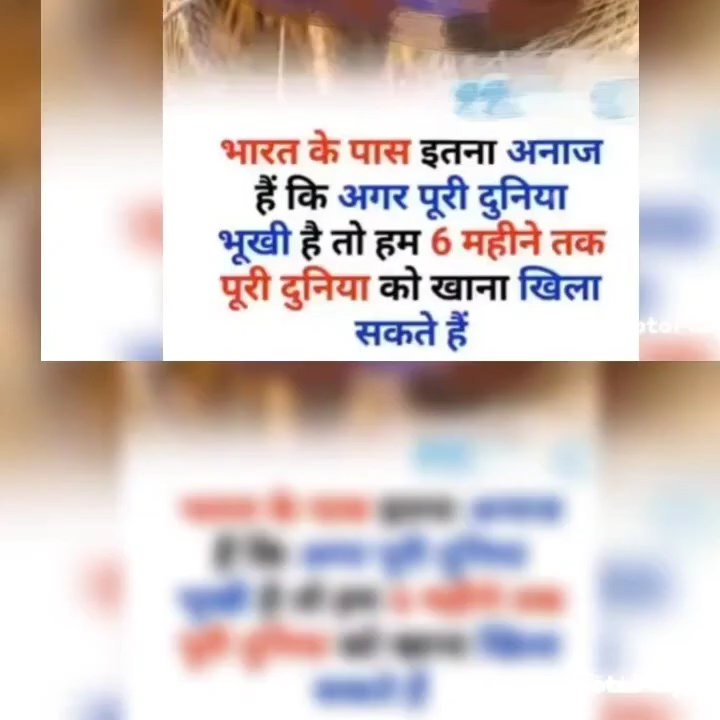 भारत के पास इतना अनाज
हैं कि अगर पूरी दुनिया
भूखी है तो हम 6 महीने तक
पूरी दुनिया को खाना खिला
सकते हैं